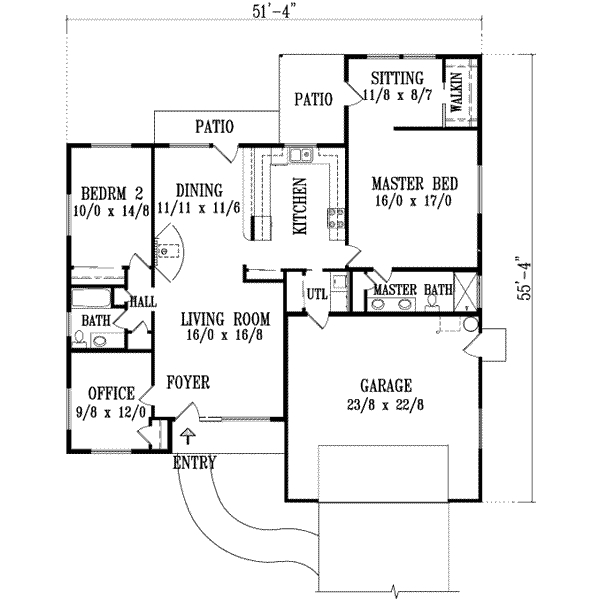 51'-4"
SITTING
11/8 x 8/7
WALKIN
PATIO
PATIO
BEDRM 2
10/0 x 14/8
DINING
11/11 x 11/6
KITCHEN
MASTER BED
16/0 x 17/0
55'-4"
UTL
MASTER BATH
HALL
BATH
LIVING ROOM
16/0 x 16/8
FOYER
OFFICE
9/8 x 12/0
GARAGE
23/8 x 22/8
ENTRY